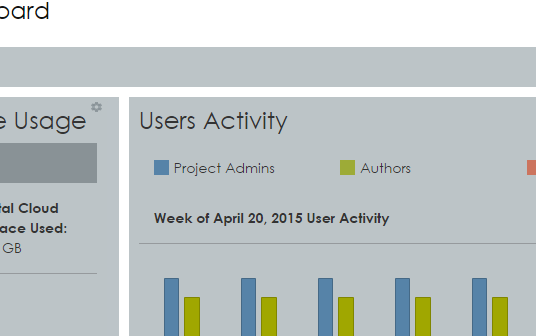 oard
e Usage
Users Activity
Project Admins
Authors
tal Cloud
ace Used:
GB
Week of April 20, 2015 User Activity